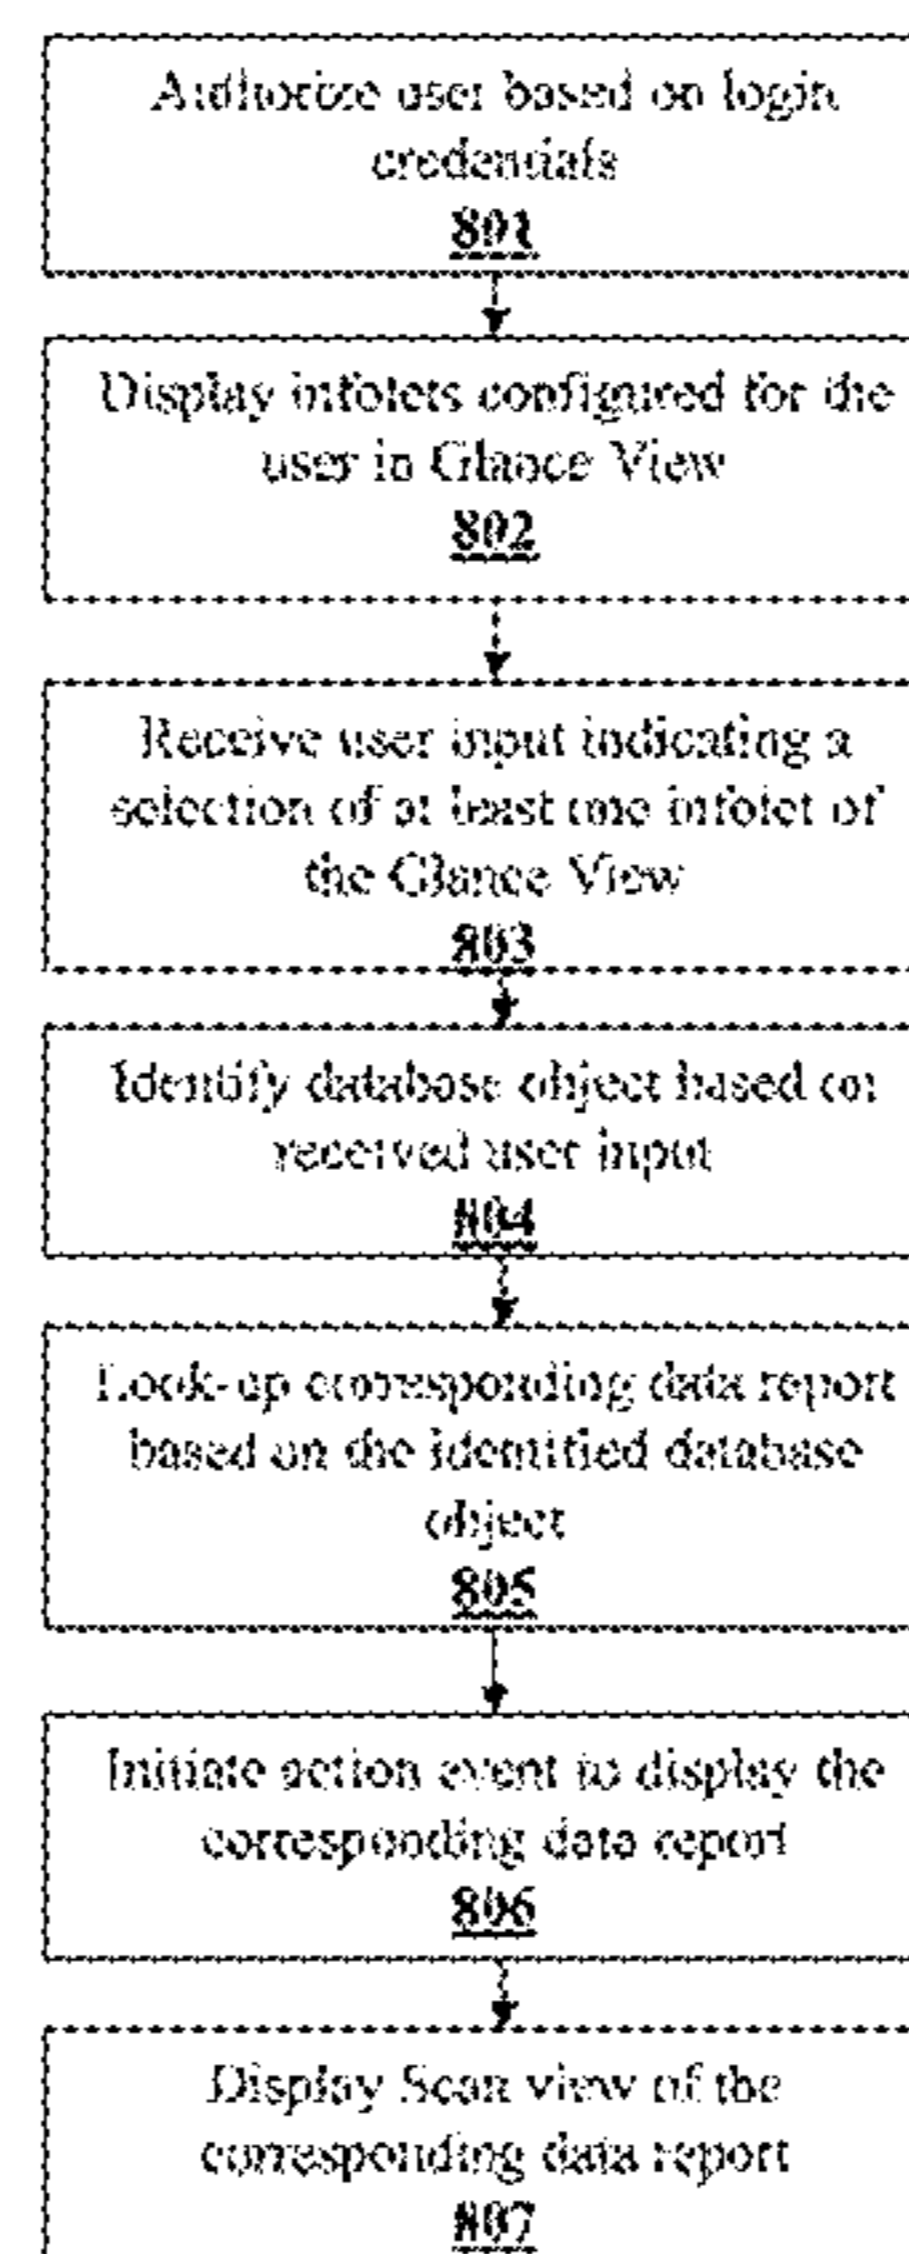 Authorize user based on login
credentials
801
Display infolets configured for the
user in Glance View
802
Receive user input indicating a
selection of at least one infolet of
the Glance View
803
Identify database object based on
received user input
804
Look-up corresponding data report
based on the identified database
object
805
Initiate action event to display the
corresponding data report
806
Display Scan view of the
corresponding data report
807